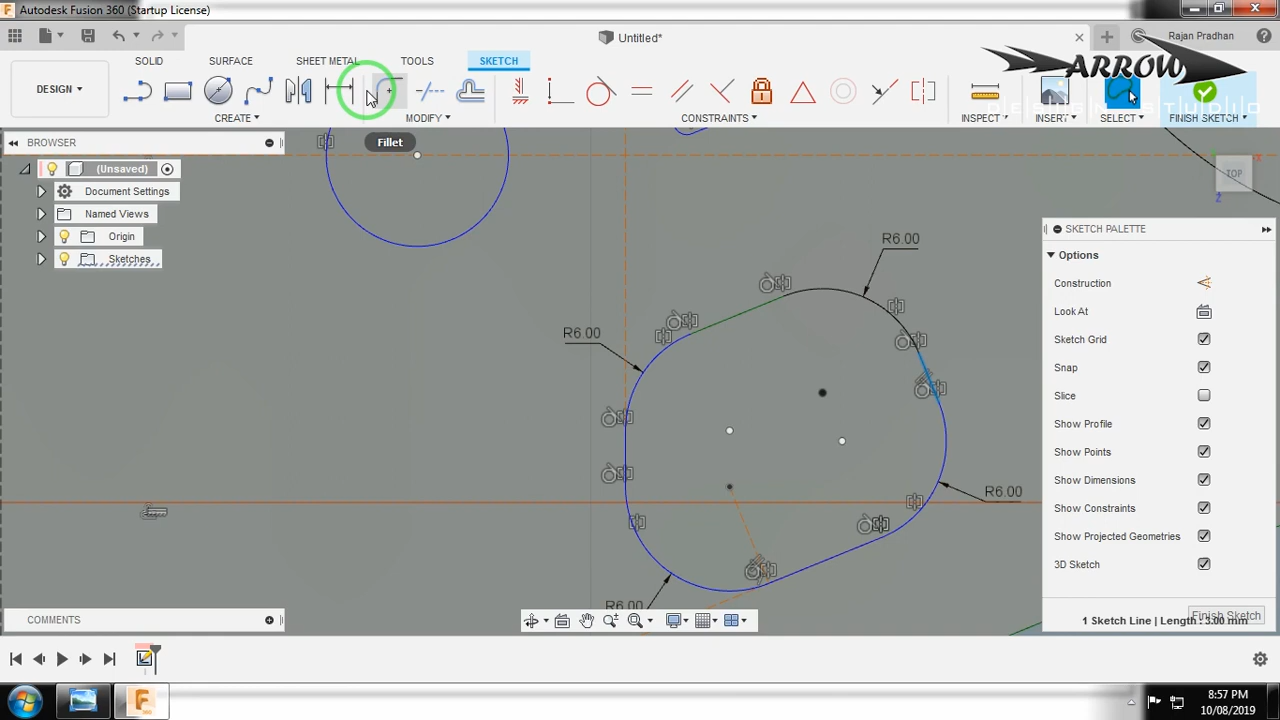 Autodesk Fusion 360 (Startup License)
Untitled*
Rajan Pradhan
SOLID
SURFACE
SHEET METAL
TOOLS
SKETCH
ARROW
DESIGN STUDIO
DESIGN
CREATE
MODIFY
CONSTRAINTS
INSPECT
INSERT
SELECT
FINISH SKETCH
Fillet
BROWSER
(Unsaved)
Document Settings
Named Views
Origin
Sketches
TOP
X
Z
R6.00
R6.00
R6.00
R6.00
SKETCH PALETTE
Options
Construction
Look At
Sketch Grid
Snap
Slice
Show Profile
Show Points
Show Dimensions
Show Constraints
Show Projected Geometries
3D Sketch
Finish Sketch
1 Sketch Line | Length : 3.00 mm
COMMENTS
8:57 PM
10/08/2019